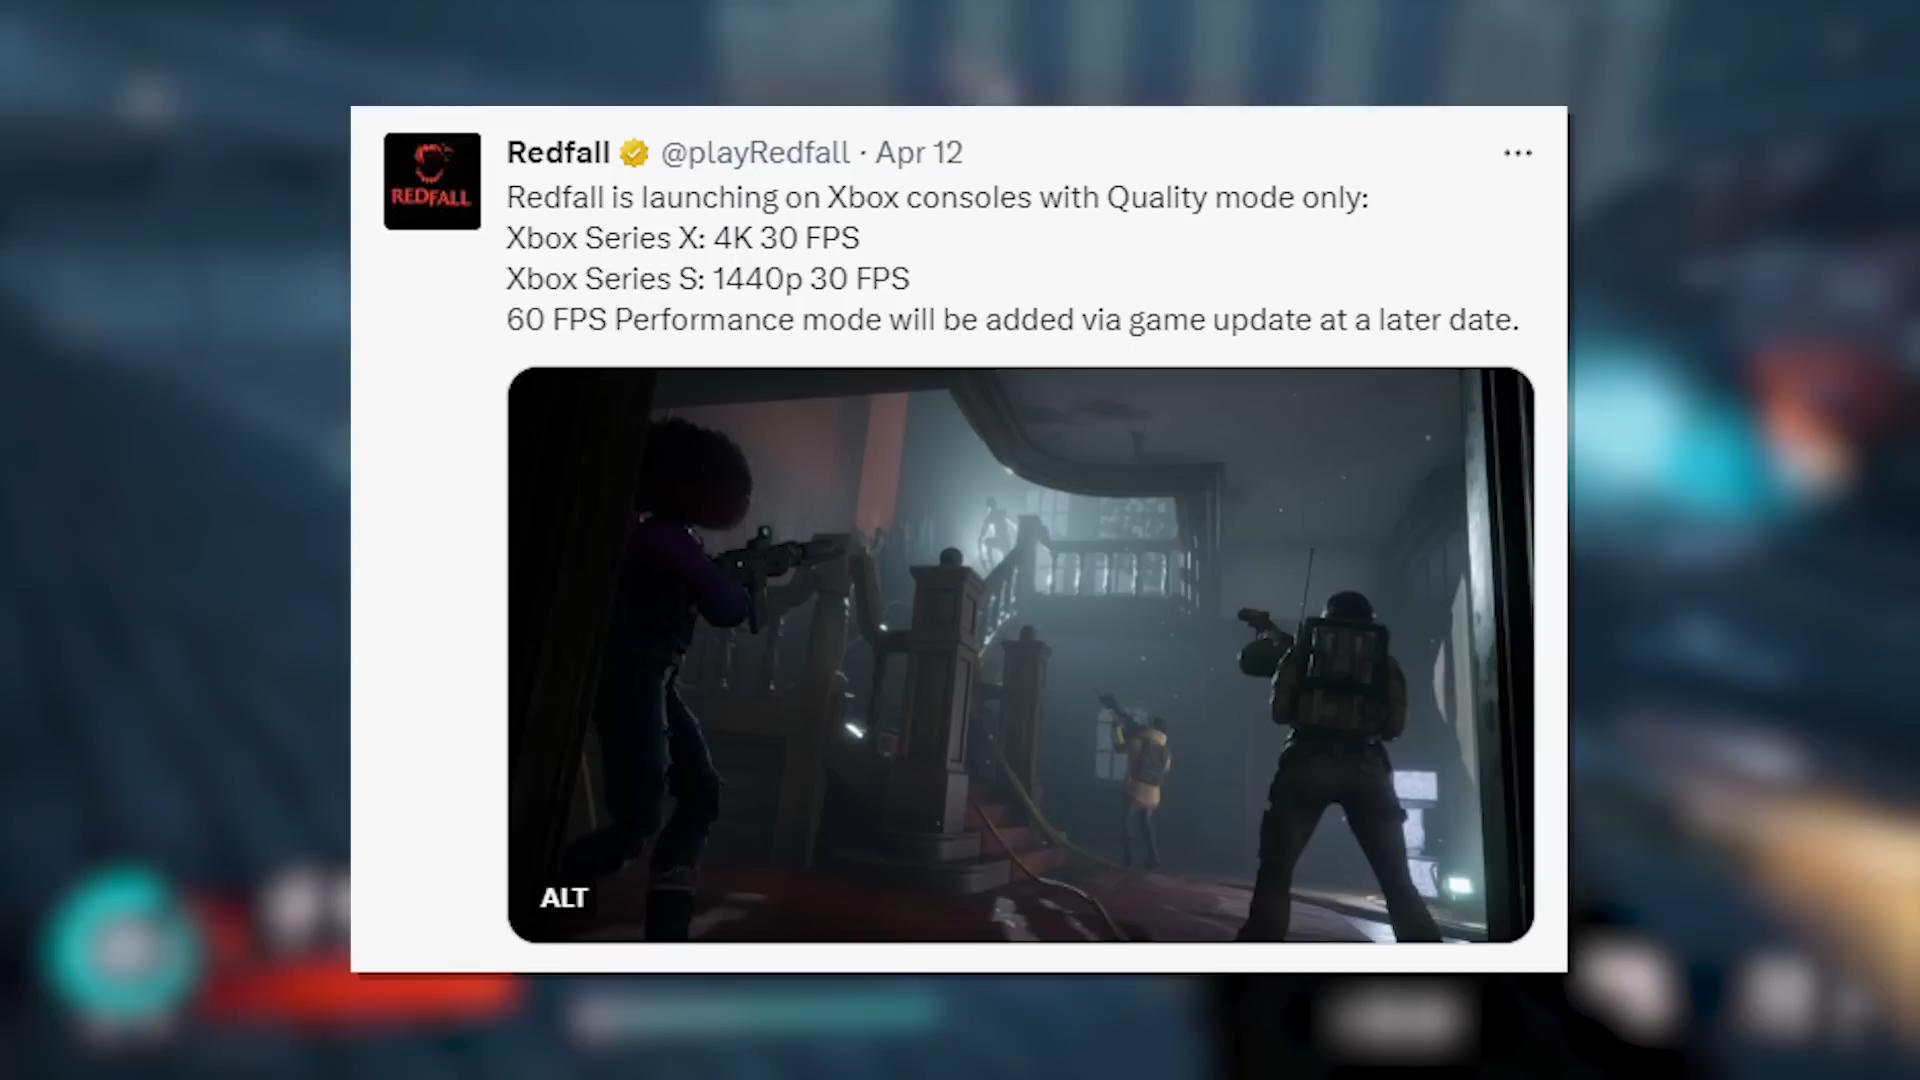 REDFALL
Redfall @playRedfall · Apr 12
Redfall is launching on Xbox consoles with Quality mode only:
Xbox Series X: 4K 30 FPS
Xbox Series S: 1440p 30 FPS
60 FPS Performance mode will be added via game update at a later date.
ALT